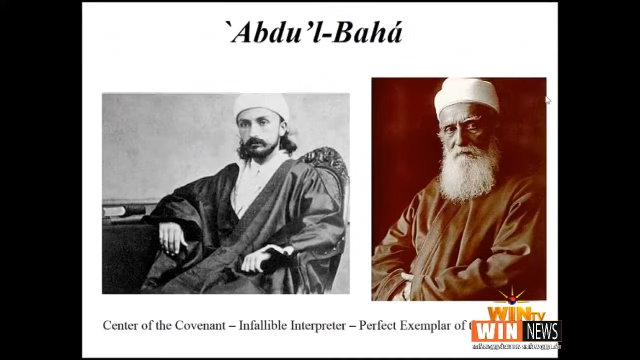 `Abdu'l-Bahá
Center of the Covenant – Infallible Interpreter – Perfect Exemplar of
WIN TV
WIN NEWS